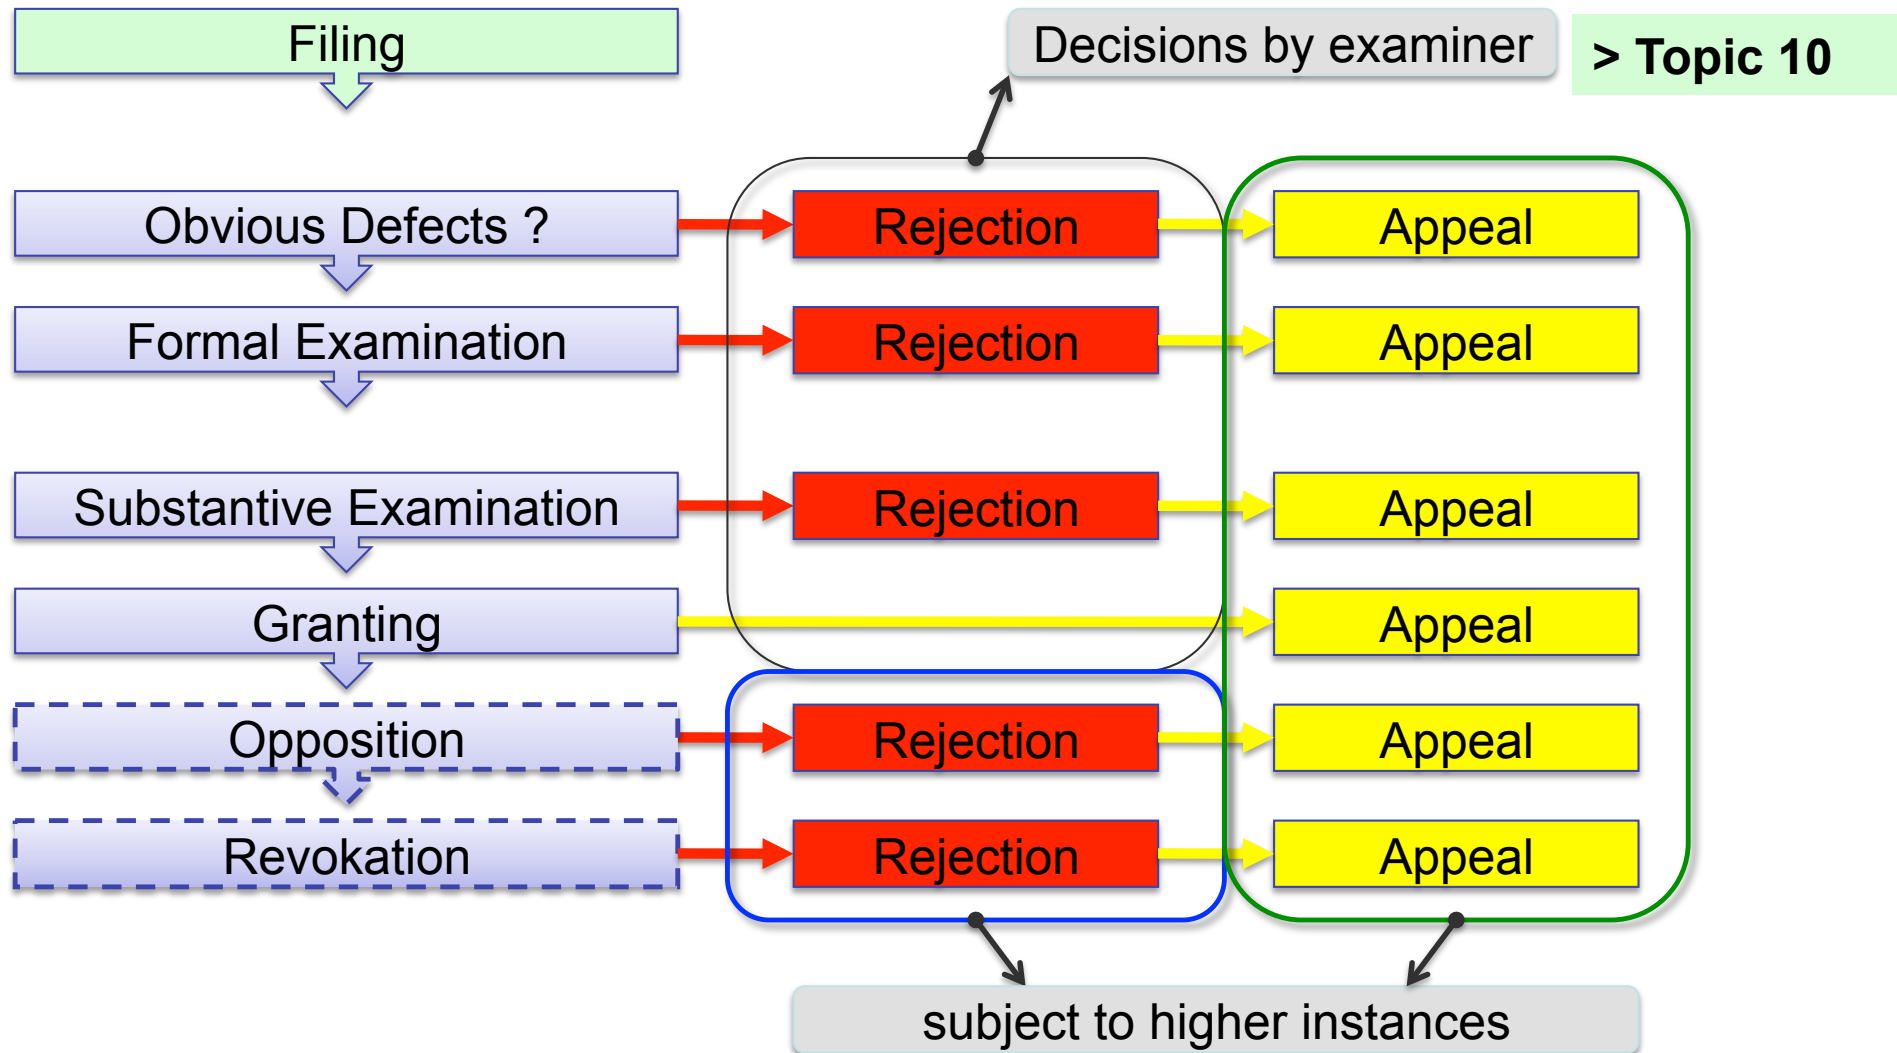 Filing
Decisions by examiner
> Topic 10
Obvious Defects ?
Rejection
Appeal
Formal Examination
Rejection
Appeal
Substantive Examination
Rejection
Appeal
Granting
Appeal
Opposition
Rejection
Appeal
Revokation
Rejection
Appeal
subject to higher instances